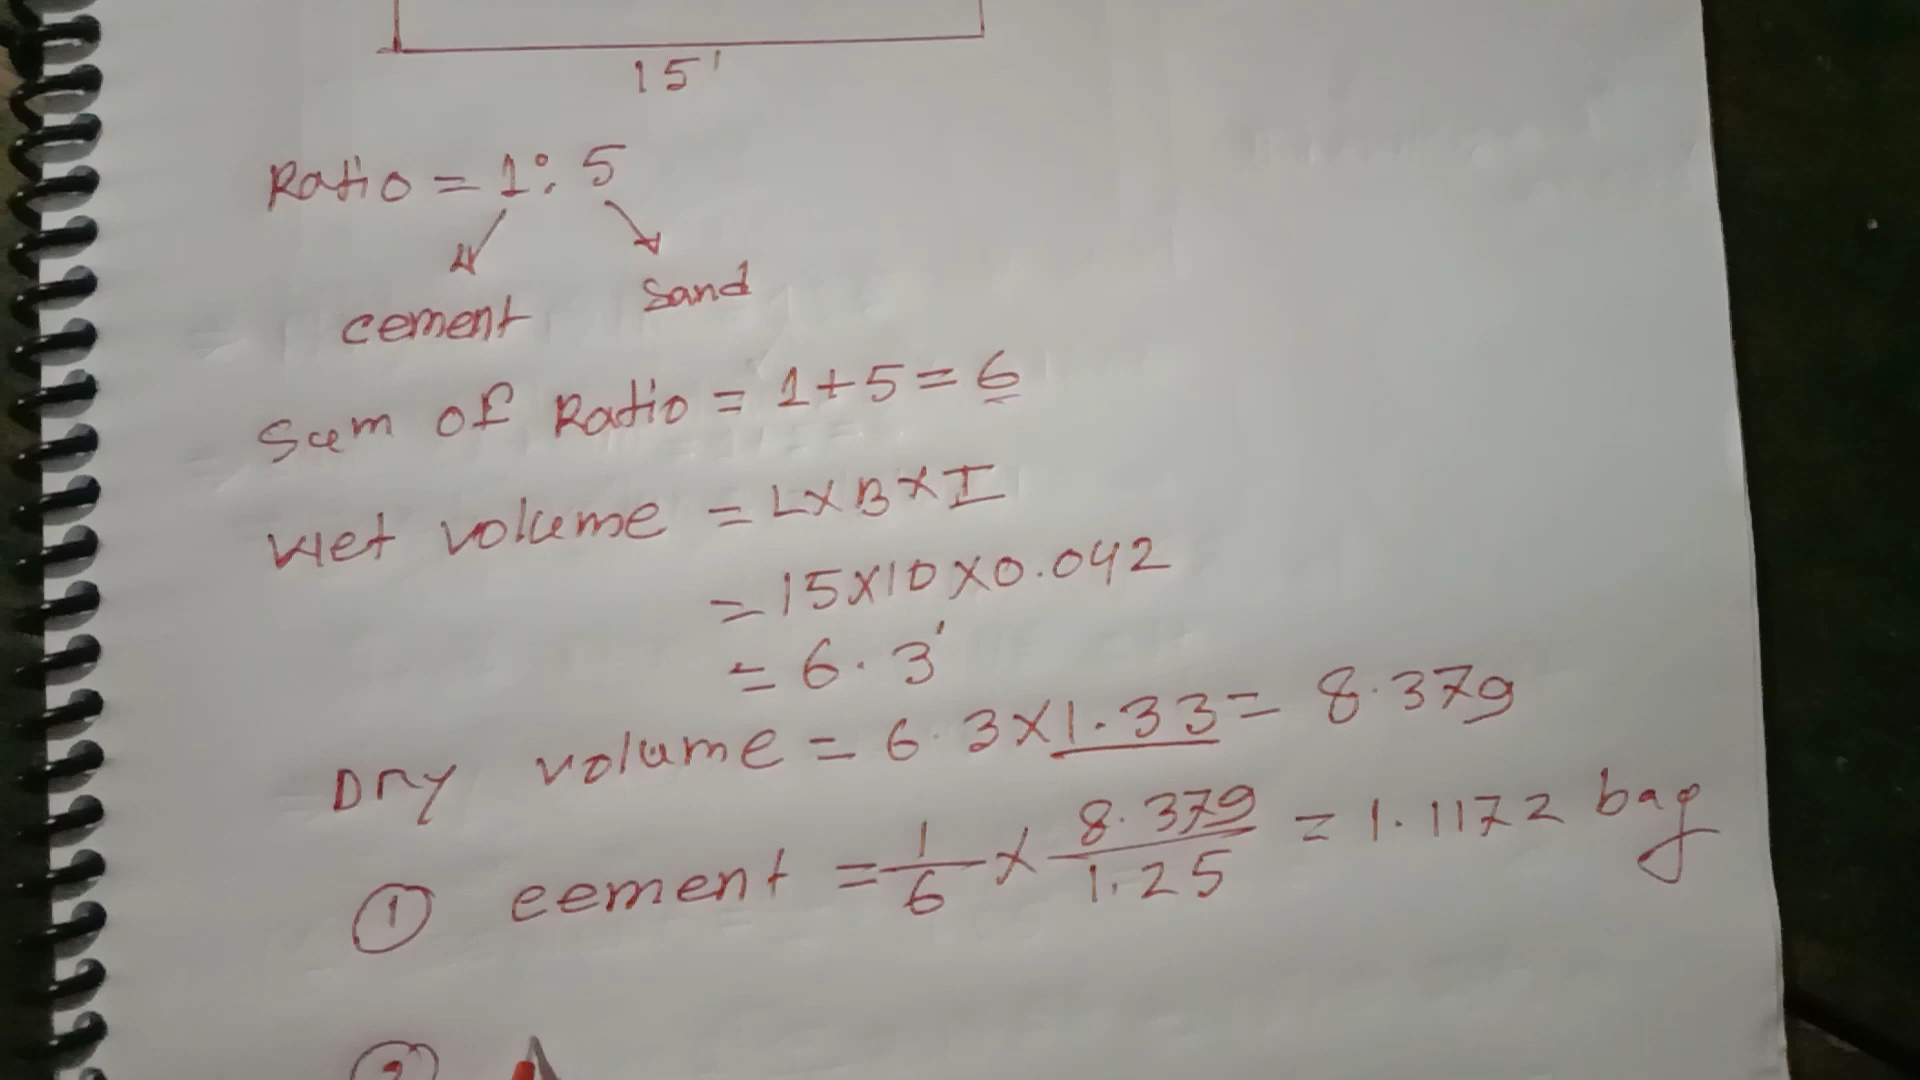 15'
Ratio = 1:5
cement
Sand
Sum of Ratio = 1+5=6
Wet volume = L×B×T
= 15×10×0.042
= 6.3'
Dry volume = 6.3×1.33 = 8.379
① cement = 1/6 × 8.379/1.25 = 1.1172 bag
②